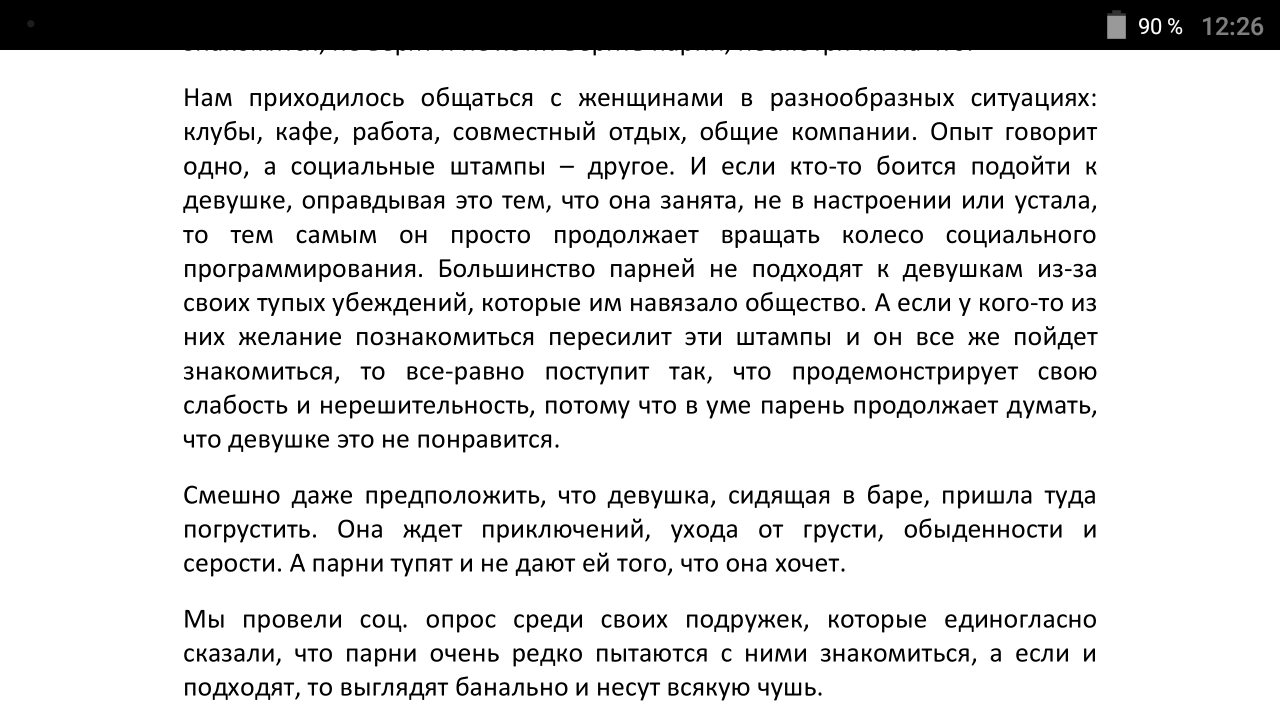 90 % 12:26
Нам приходилось общаться с женщинами в разнообразных ситуациях:
клубы, кафе, работа, совместный отдых, общие компании. Опыт говорит
одно, а социальные штампы – другое. И если кто-то боится подойти к
девушке, оправдывая это тем, что она занята, не в настроении или устала,
то тем самым он просто продолжает вращать колесо социального
программирования. Большинство парней не подходят к девушкам из-за
своих тупых убеждений, которые им навязало общество. А если у кого-то из
них желание познакомиться пересилит эти штампы и он все же пойдет
знакомиться, то все-равно поступит так, что продемонстрирует свою
слабость и нерешительность, потому что в уме парень продолжает думать,
что девушке это не понравится.
Смешно даже предположить, что девушка, сидящая в баре, пришла туда
погрустить. Она ждет приключений, ухода от грусти, обыденности и
серости. А парни тупят и не дают ей того, что она хочет.
Мы провели соц. опрос среди своих подружек, которые единогласно
сказали, что парни очень редко пытаются с ними знакомиться, а если и
подходят, то выглядят банально и несут всякую чушь.